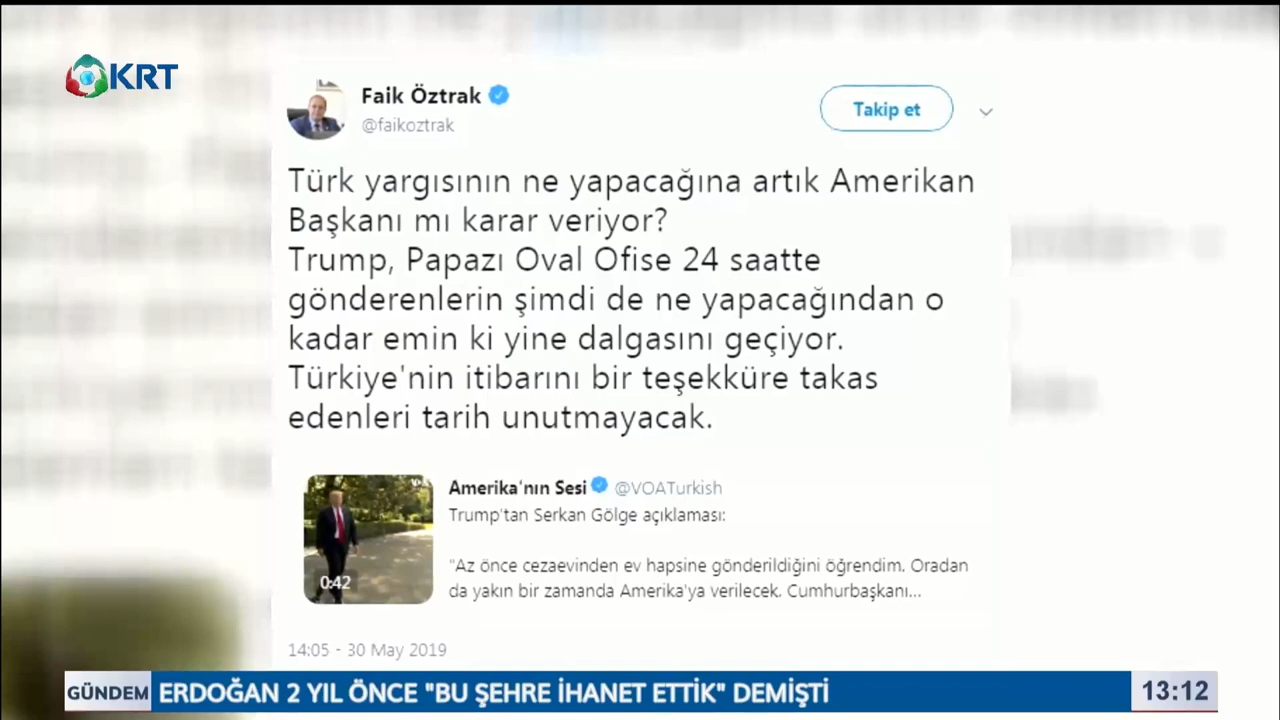 KRT
Faik Öztrak
@faikoztrak
Takip et
Türk yargısının ne yapacağına artık Amerikan
Başkanı mı karar veriyor?
Trump, Papazı Oval Ofise 24 saatte
gönderenlerin şimdi de ne yapacağından o
kadar emin ki yine dalgasını geçiyor.
Türkiye'nin itibarını bir teşekküre takas
edenleri tarih unutmayacak.
Amerika'nın Sesi @VOATurkish
Trump'tan Serkan Gölge açıklaması:
"Az önce cezaevinden ev hapsine gönderildiğini öğrendim. Oradan
da yakın bir zamanda Amerika'ya verilecek. Cumhurbaşkanı...
0:42
14:05 - 30 May 2019
GÜNDEM ERDOĞAN 2 YIL ÖNCE "BU ŞEHRE İHANET ETTİK" DEMİŞTİ 13:12